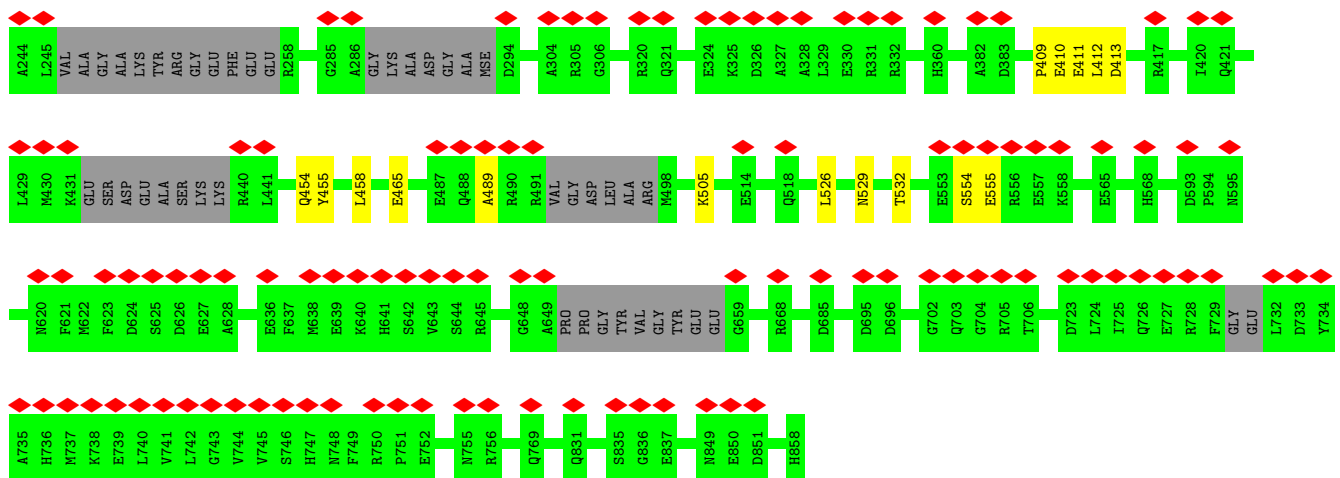 A244 L245 VAL ALA GLY ALA LYS TYR ARG GLY GLU PHE GLU GLU R258 G285 A286 GLY LYS ALA ASP GLY ALA MSE D294 A304 R305 G306 R320 Q321 E324 K325 D326 A327 A328 L329 E330 R331 R332 H360 A382 D383 P409 E410 E411 L412 D413 R417 I420 Q421
L429 M430 K431 GLU SER ASP GLU ALA SER LYS LYS R440 L441 Q454 Y455 L458 E465 E487 Q488 A489 R490 R491 VAL GLY ASP LEU ALA ARG M498 K505 E514 Q518 L526 N529 T532 E553 S554 E555 R556 E557 K558 E565 H568 D593 P594 N595
N620 F621 M622 F623 D624 S625 D626 E627 A628 E636 F637 M638 E639 K640 H641 S642 V643 S644 R645 G648 A649 PRO PRO GLY TYR VAL GLY TYR GLU GLU G659 R668 D685 D695 D696 G702 Q703 G704 R705 T706 D723 L724 I725 Q726 E727 R728 F729 GLY GLU L732 D733 Y734
A735 H736 M737 K738 E739 L740 V741 L742 G743 V744 V745 S746 H747 N748 F749 R750 P751 E752 N755 R756 Q769 Q831 S835 G836 E837 N849 E850 D851 H858